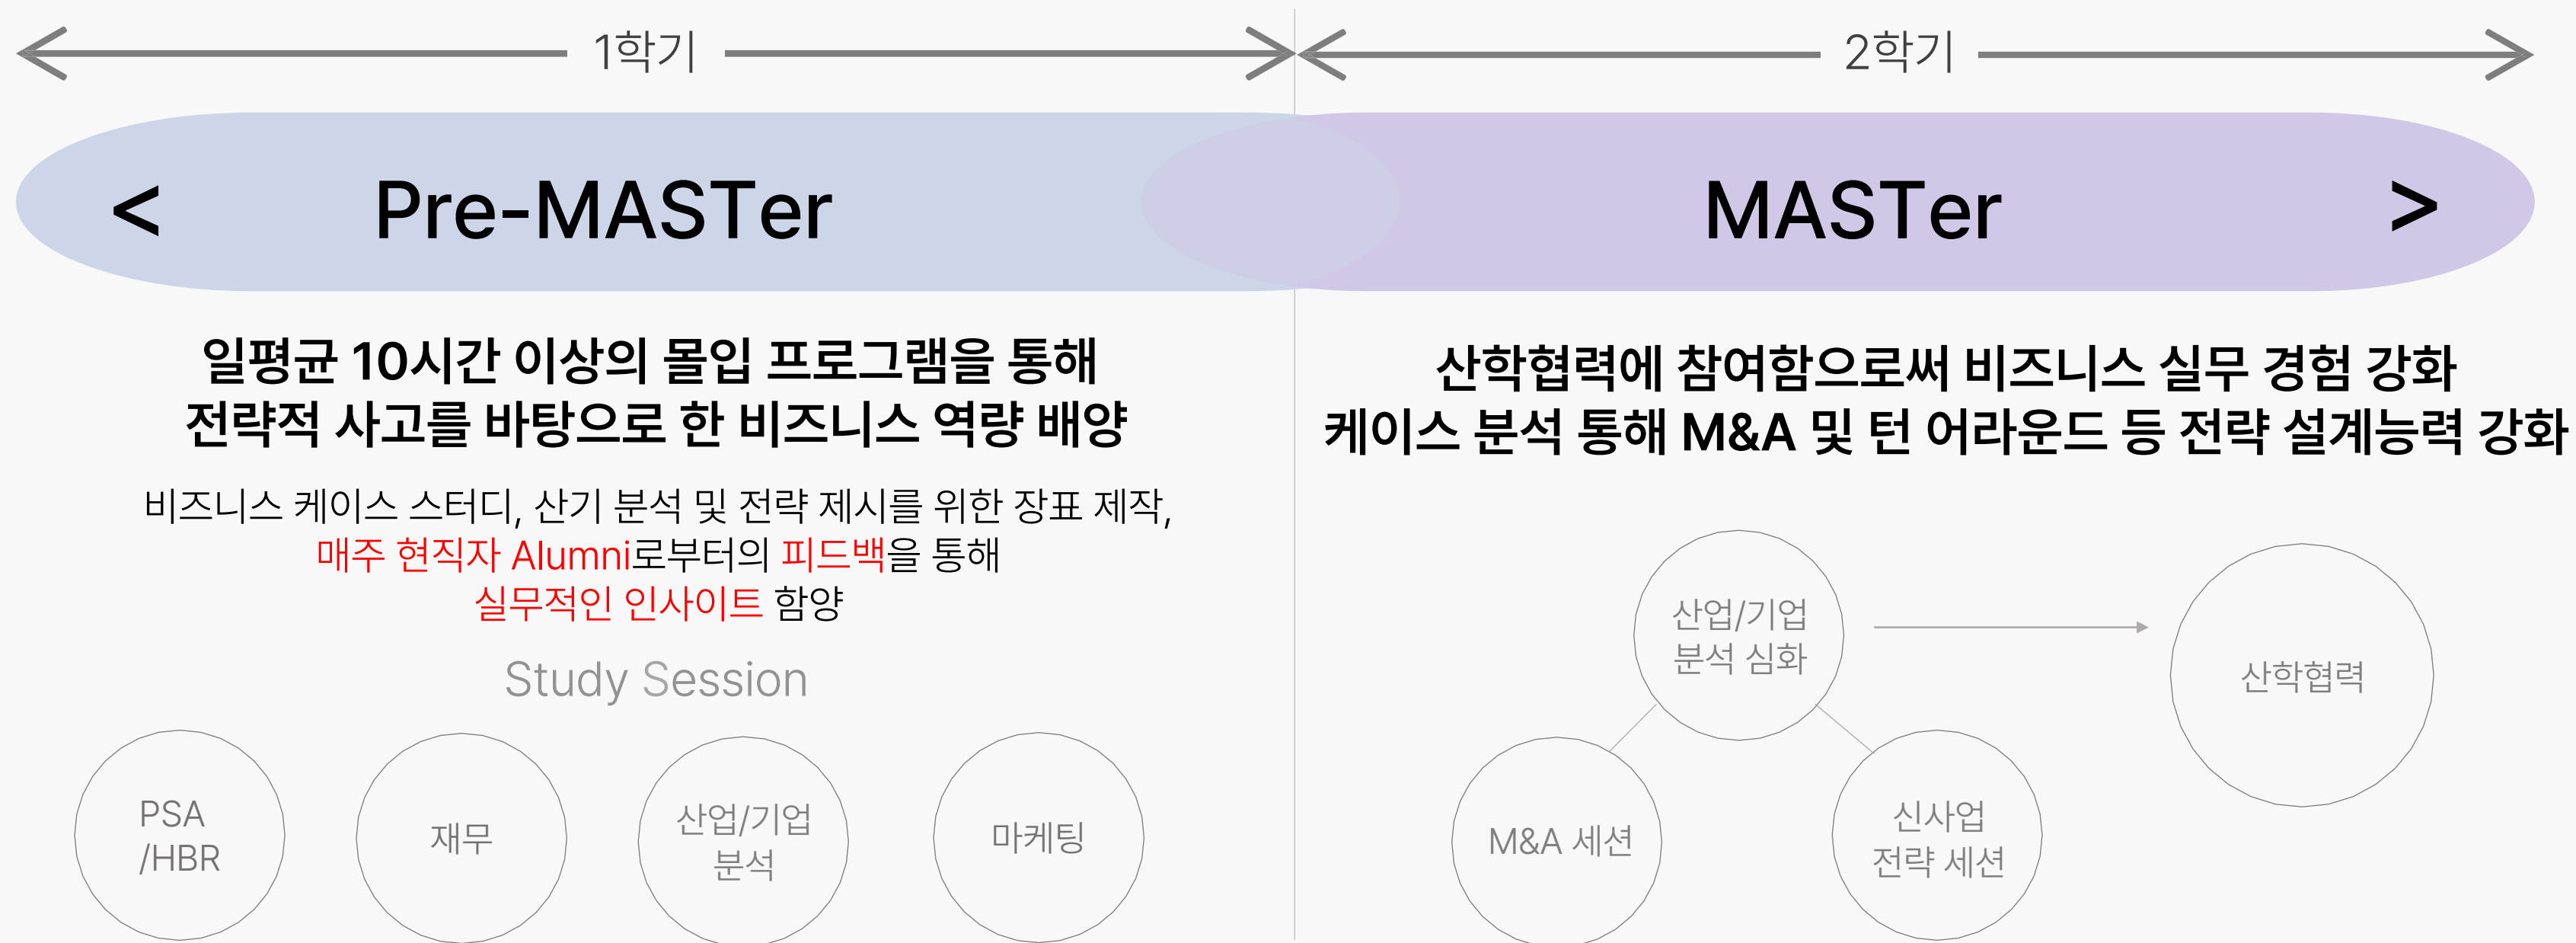 1학기
2학기
< Pre-MASTer
MASTer >
일평균 10시간 이상의 몰입 프로그램을 통해
전략적 사고를 바탕으로 한 비즈니스 역량 배양
비즈니스 케이스 스터디, 산기 분석 및 전략 제시를 위한 장표 제작,
매주 현직자 Alumni로부터의 피드백을 통해
실무적인 인사이트 함양
Study Session
PSA
/HBR
재무
산업/기업
분석
마케팅
산학협력에 참여함으로써 비즈니스 실무 경험 강화
케이스 분석 통해 M&A 및 턴 어라운드 등 전략 설계능력 강화
산업/기업
분석 심화
산학협력
M&A 세션
신사업
전략 세션